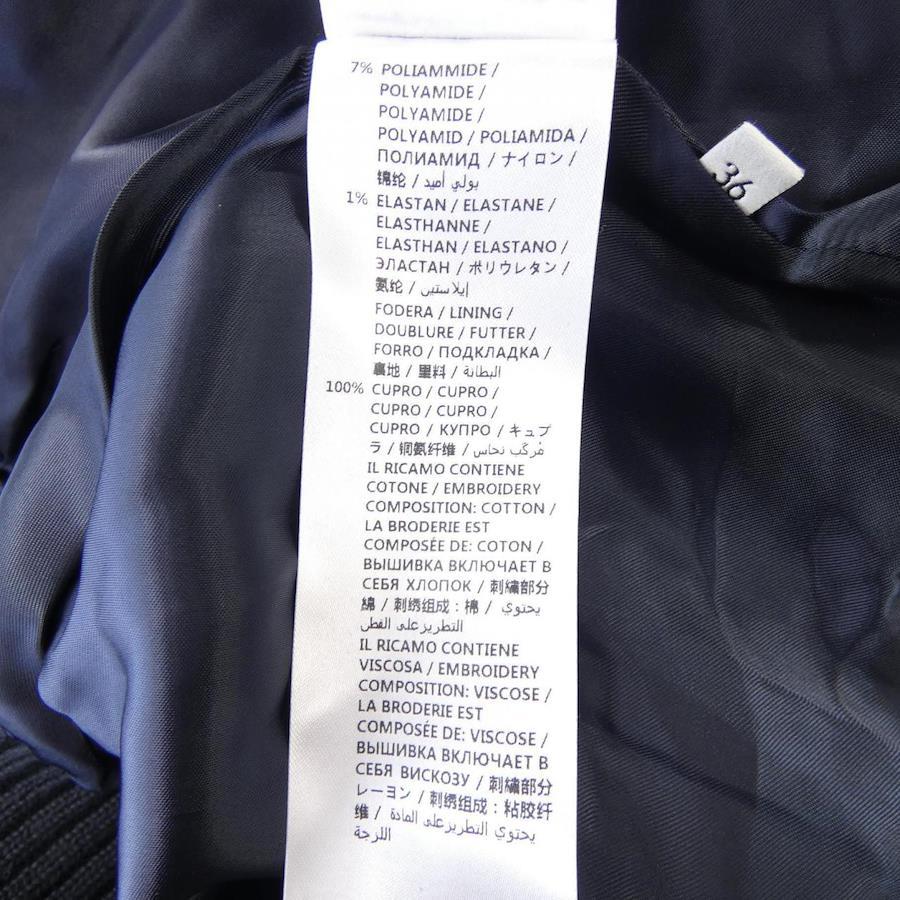 7% POLIAMMIDE /
POLYAMIDE /
POLYAMIDE /
POLYAMID / POLIAMIDA /
ПОЛИАМИД / ナイロン /
锦纶 / بولي أميد
1% ELASTAN / ELASTANE /
ELASTHANNE /
ELASTHAN / ELASTANO /
ЭЛАСТАН / ポリウレタン /
氨纶 / إيلاستين
FODERA / LINING /
DOUBLURE / FUTTER /
FORRO / ПОДКЛАДКА /
裏地 / 里料 / البطانة
100% CUPRO / CUPRO /
CUPRO / CUPRO /
CUPRO / КУПРО / キュプ
ラ / 铜氨纤维 / مُركّب نحاس
IL RICAMO CONTIENE
COTONE / EMBROIDERY
COMPOSITION: COTTON /
LA BRODERIE EST
COMPOSÉE DE: COTON /
ВЫШИВКА ВКЛЮЧАЕТ В
СЕБЯ ХЛОПОК / 刺繍部分
綿 / 刺绣组成：棉 / يحتوي
التطريز على القطن
IL RICAMO CONTIENE
VISCOSA / EMBROIDERY
COMPOSITION: VISCOSE /
LA BRODERIE EST
COMPOSÉE DE: VISCOSE /
ВЫШИВКА ВКЛЮЧАЕТ В
СЕБЯ ВИСКОЗУ / 刺繍部分
レーヨン / 刺绣组成：粘胶纤
维 / يحتوي التطريز على المادة
اللزجة
36